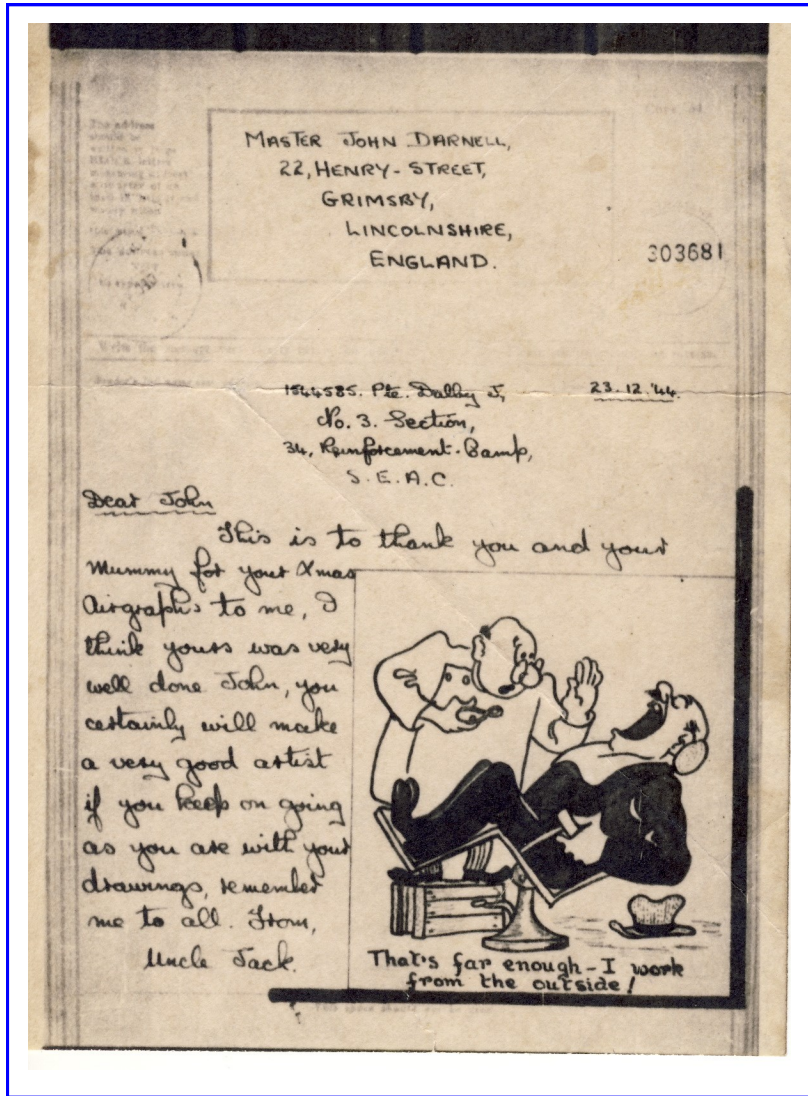 The address
MASTER JOHN DARNELL,
22, HENRY-STREET,
GRIMSBY,
LINCOLNSHIRE,
ENGLAND.
303681
1544585. Pte. Dalby J,
23.12.'44.
No. 3. Section,
34, Reinforcement-Camp,
S.E.A.C.
Dear John
This is to thank you and your
Mummy for your Xmas
Airgraphs to me, I
think yours was very
well done John, you
certainly will make
a very good artist
if you keep on going
as you are with your
drawings, remember
me to all. From,
Uncle Jack.
That's far enough - I work
from the outside!